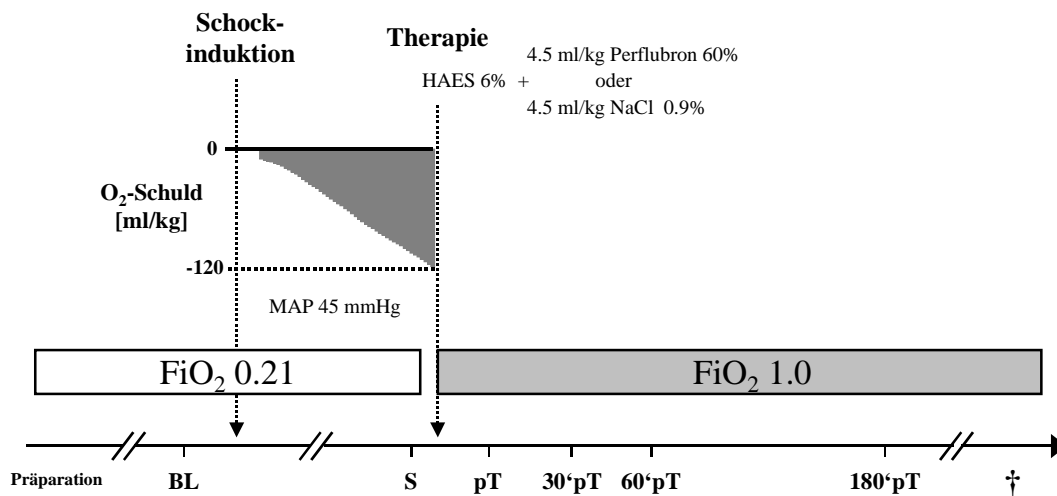 Schock-
induktion
Therapie
4.5 ml/kg Perflubron 60%
HAES 6% + oder
4.5 ml/kg NaCl 0.9%
0
O₂-Schuld
[ml/kg]
-120
MAP 45 mmHg
FiO₂ 0.21
FiO₂ 1.0
Präparation BL S pT 30‘pT 60‘pT 180‘pT †